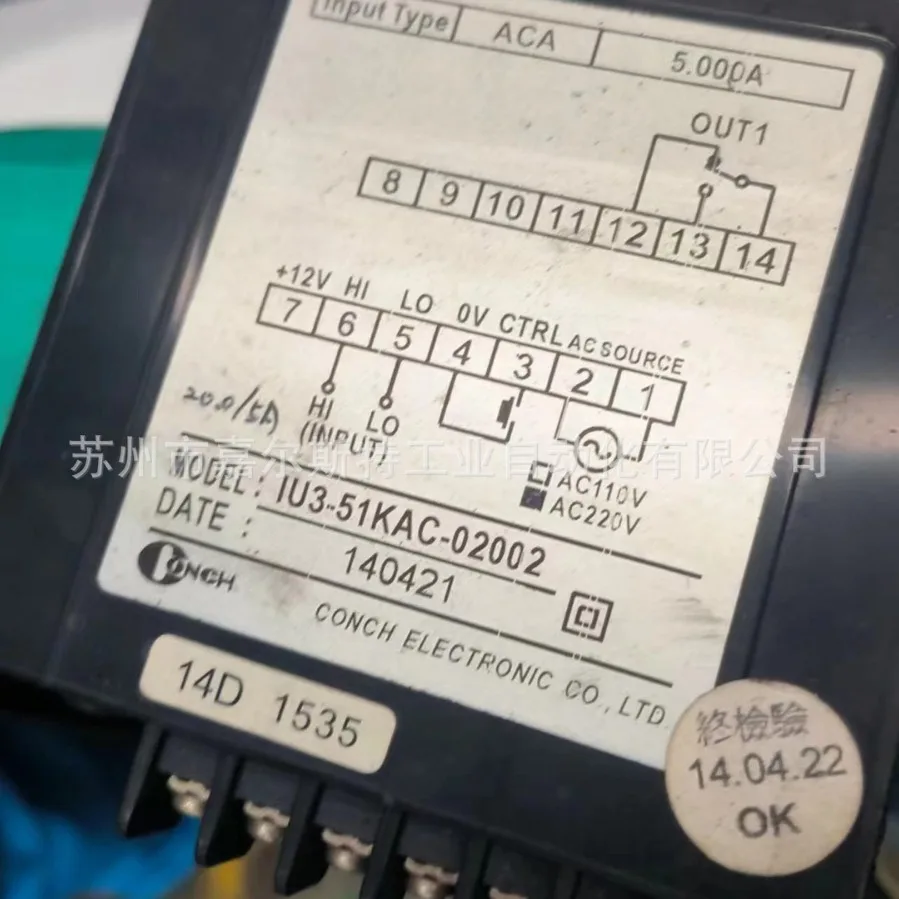 Input Type ACA 5.000A
OUT1
8 9 10 11 12 13 14
+12V HI LO 0V CTRL AC SOURCE
7 6 5 4 3 2 1
HI LO
(INPUT)
AC110V
AC220V
苏州市嘉尔斯特工业自动化有限公司
MODEL: IU3-51KAC-02002
DATE: 140421
CONCH
CONCH ELECTRONIC CO., LTD
14D 1535
終檢驗
14.04.22
OK